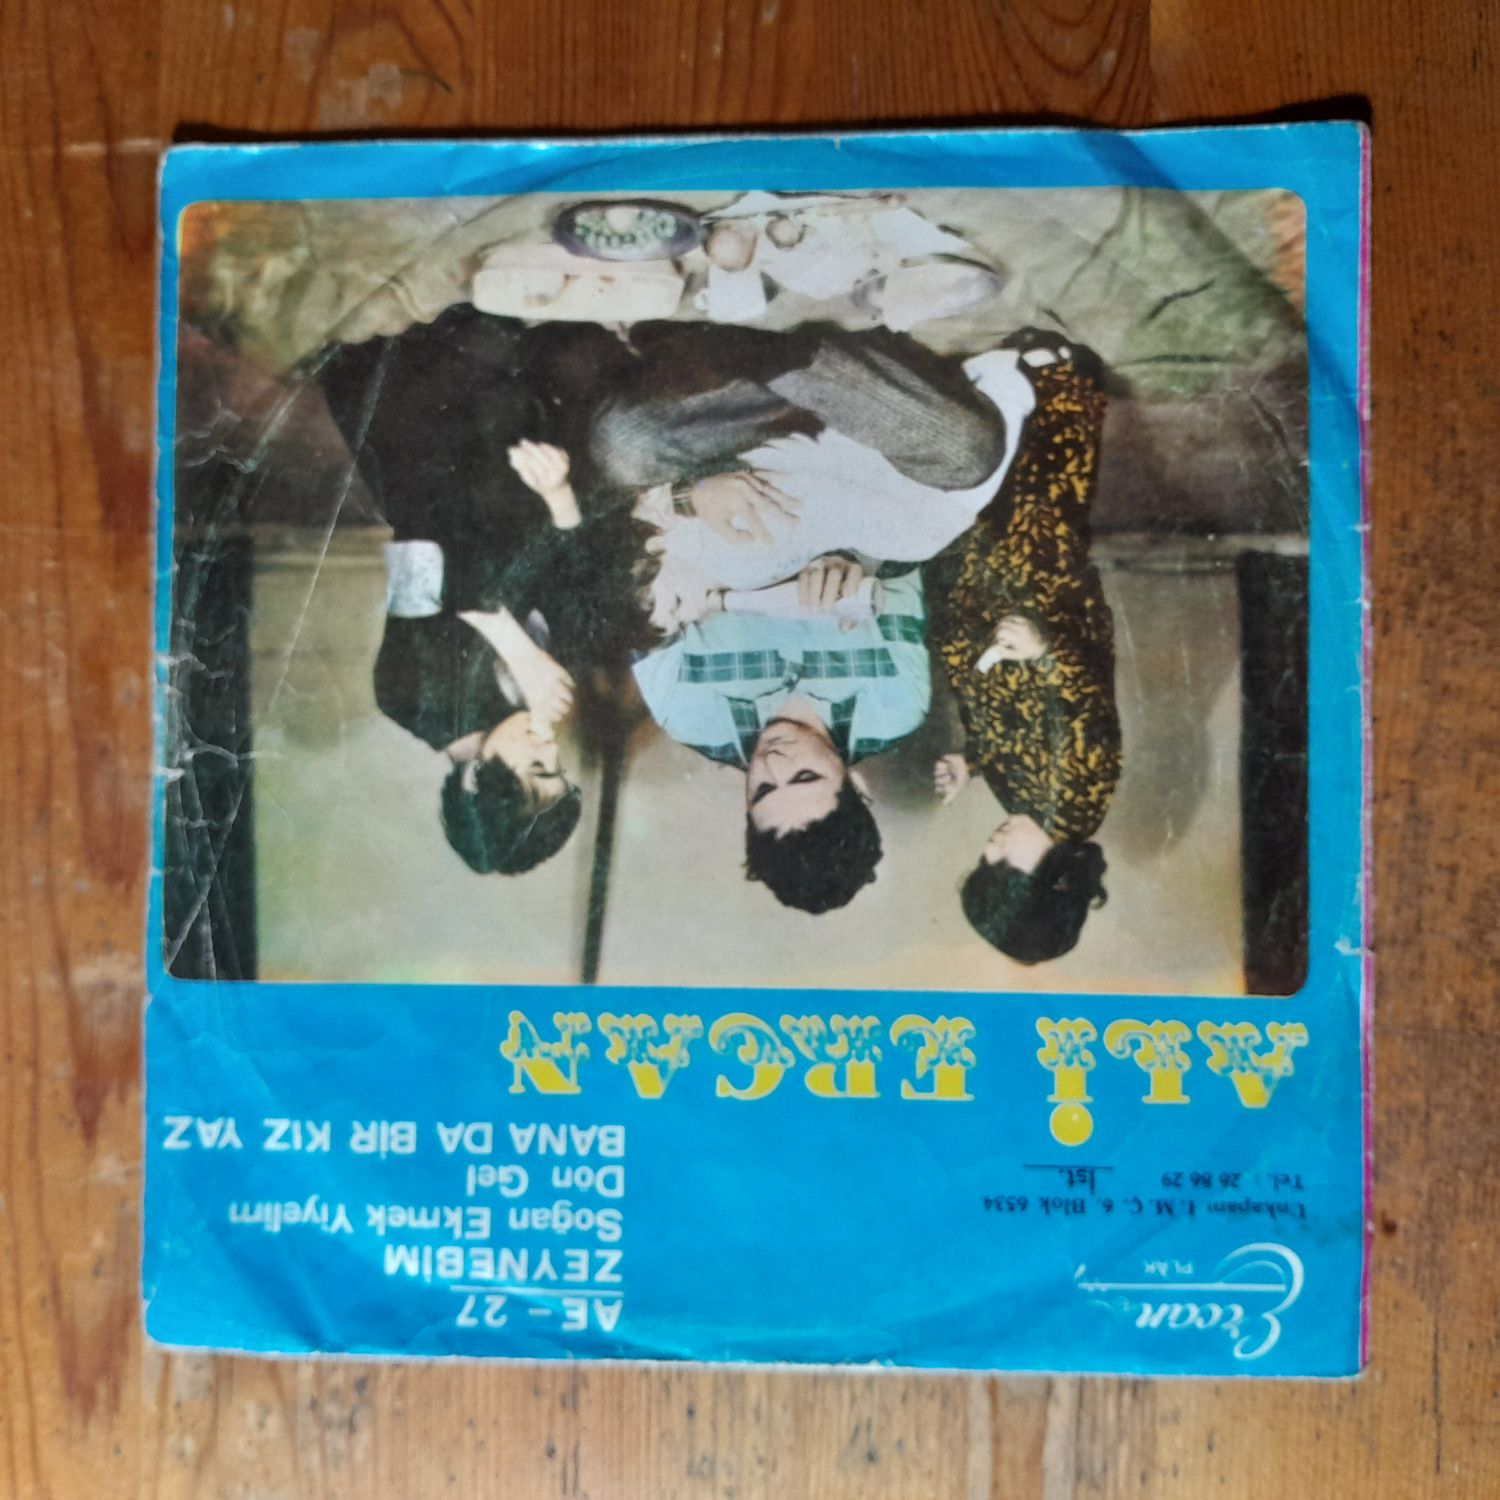 Ercan
PLÂK
Unkapanı İ. M. Ç. 6. Blok 6534
Tel. : 26 86 29 İst.
AE – 27
ZEYNEBİM
Soğan Ekmek Yiyelim
Dön Gel
BANA DA BİR KIZ YAZ
ALİ ERCAN